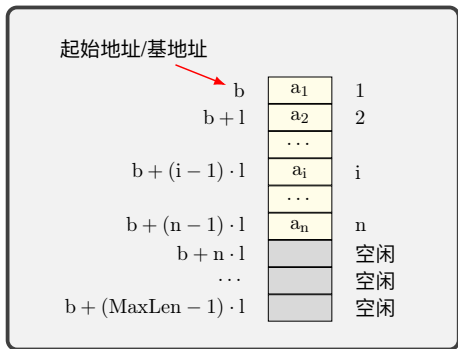 起始地址/基地址
b a₁ 1
b + l a₂ 2
⋯
b + (i − 1) · l aᵢ i
⋯
b + (n − 1) · l aₙ n
b + n · l 空闲
⋯ 空闲
b + (MaxLen − 1) · l 空闲